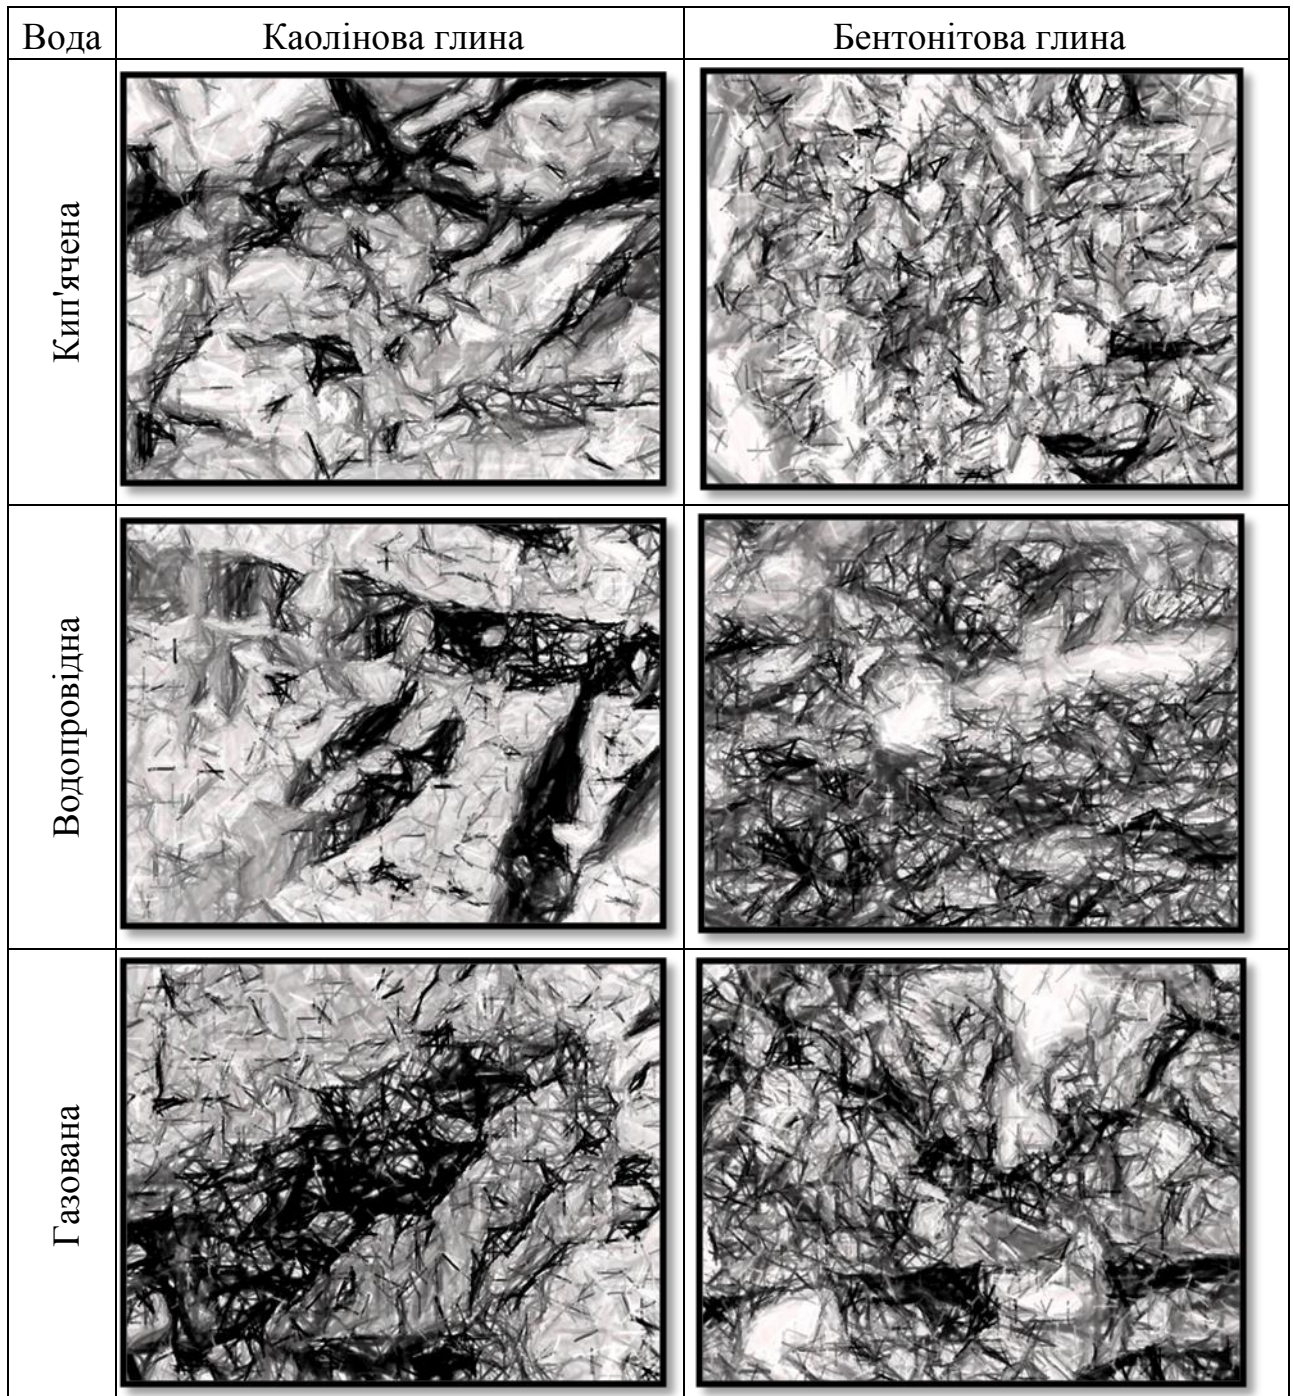 Вода
Каолінова глина
Бентонітова глина
Кип'ячена
Водопровідна
Газована